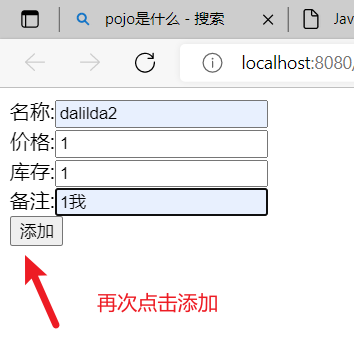 pojo是什么 - 搜索
Jav
localhost:8080/
名称:dalilda2
价格:1
库存:1
备注:1我
添加
再次点击添加